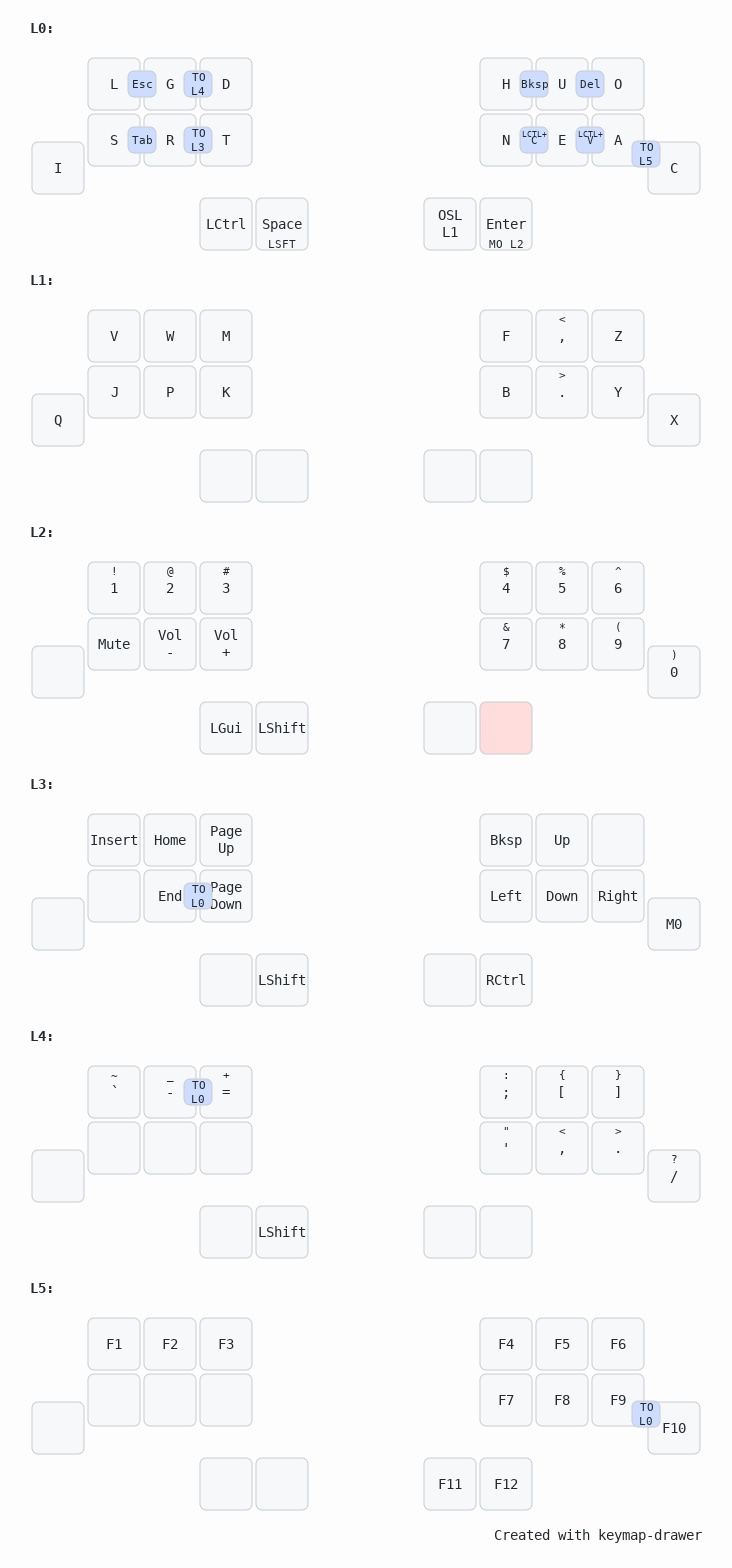 L0:
L Esc G TO L4 D H Bksp U Del O
S Tab R TO L3 T N LCTL+ C E LCTL+ V A TO L5
I C
LCtrl Space OSL L1 Enter
LSFT MO L2
L1:
V W M F < , Z
J P K B > . Y
Q X
L2:
! @ # $ % ^
1 2 3 4 5 6
& * (
Mute Vol - Vol + 7 8 9
)
0
LGui LShift
L3:
Insert Home Page Up Bksp Up
End TO L0 Page Down Left Down Right
M0
LShift RCtrl
L4:
~ _ + : { }
` - TO L0 = ; [ ]
" < >
' , .
?
/
LShift
L5:
F1 F2 F3 F4 F5 F6
F7 F8 F9 TO L0
F10
F11 F12
Created with keymap-drawer